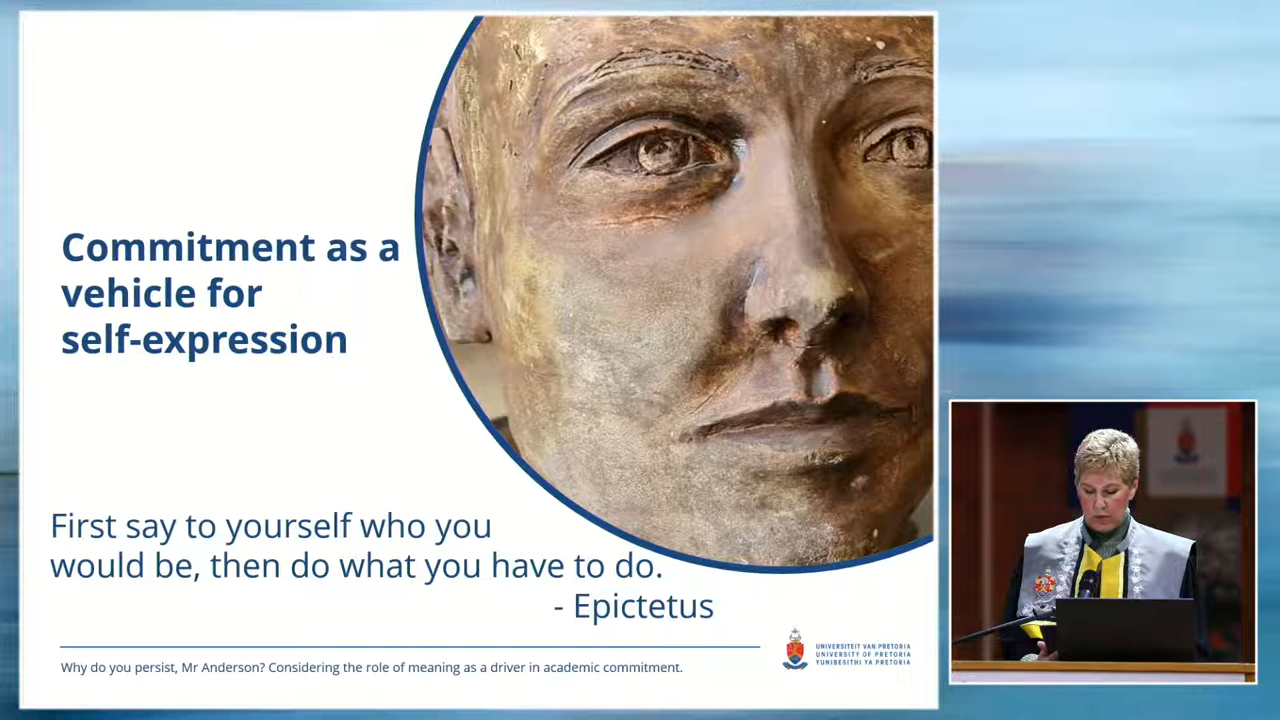 Commitment as a
vehicle for
self-expression
First say to yourself who you
would be, then do what you have to do.
- Epictetus
Why do you persist, Mr Anderson? Considering the role of meaning as a driver in academic commitment.
UNIVERSITEIT VAN PRETORIA
UNIVERSITY OF PRETORIA
YUNIBESITHI YA PRETORIA